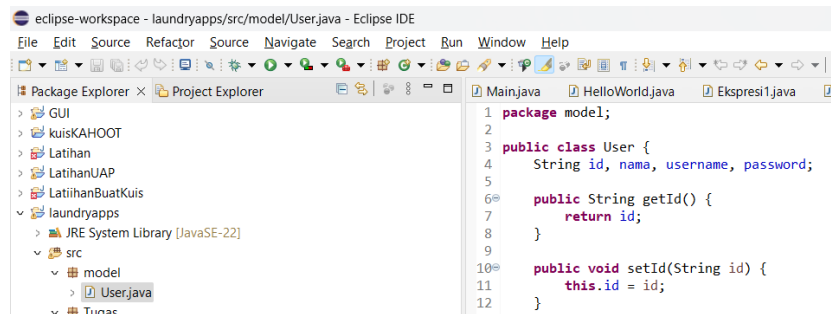 eclipse-workspace - laundryapps/src/model/User.java - Eclipse IDE
File Edit Source Refactor Source Navigate Search Project Run Window Help
Package Explorer Project Explorer
GUI
kuisKAHOOT
Latihan
LatihanUAP
LatiihanBuatKuis
laundryapps
JRE System Library [JavaSE-22]
src
model
User.java
Tugas
Main.java HelloWorld.java Ekspresi1.java
1 package model;
2
3 public class User {
4 String id, nama, username, password;
5
6 public String getId() {
7 return id;
8 }
9
10 public void setId(String id) {
11 this.id = id;
12 }